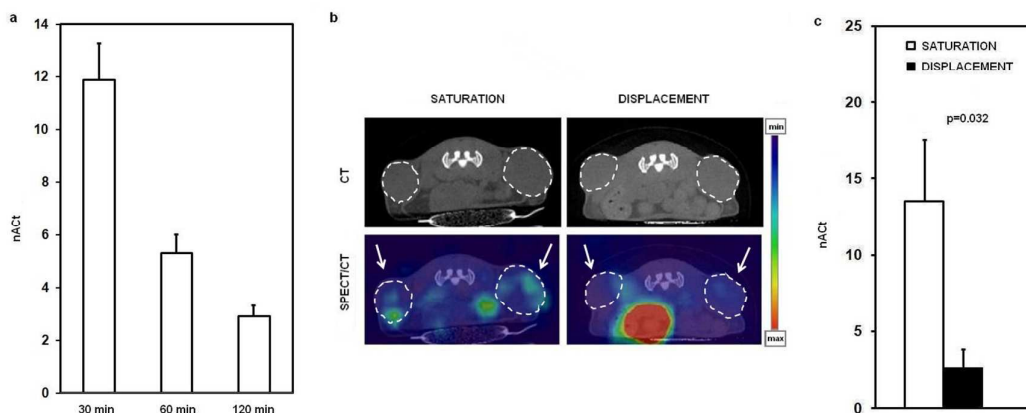 a
14
12
10
8
6
4
2
0
nACt
30 min
60 min
120 min
b
SATURATION
DISPLACEMENT
CT
SPECT/CT
min
max
c
25
20
15
10
5
0
nACt
SATURATION
DISPLACEMENT
p=0.032